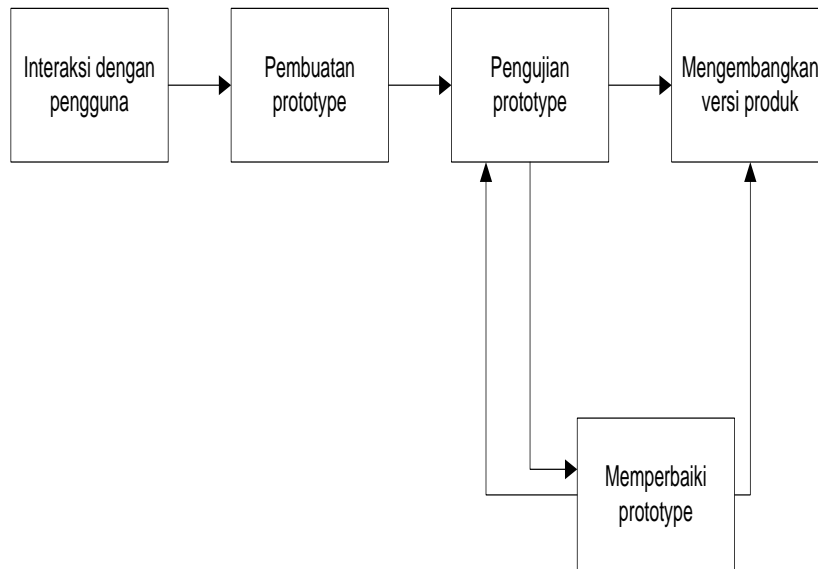 Interaksi dengan
pengguna
Pembuatan
prototype
Pengujian
prototype
Mengembangkan
versi produk
Memperbaiki
prototype